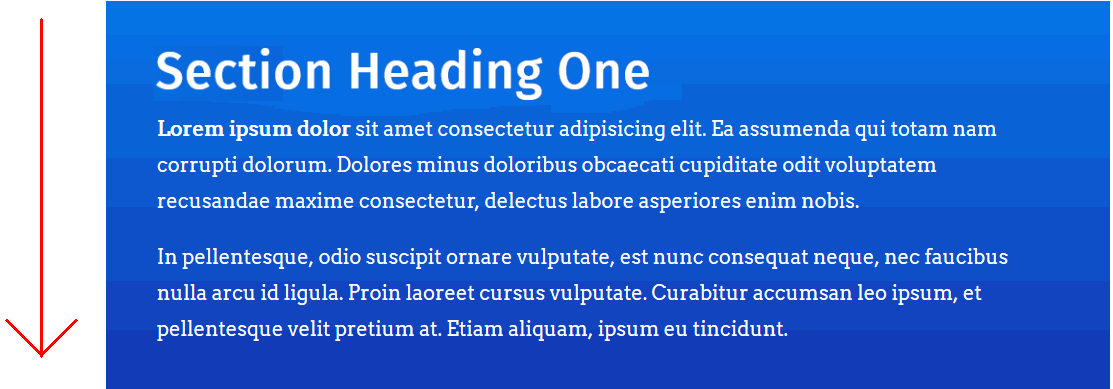 Section Heading One
Lorem ipsum dolor sit amet consectetur adipisicing elit. Ea assumenda qui totam nam
corrupti dolorum. Dolores minus doloribus obcaecati cupiditate odit voluptatem
recusandae maxime consectetur, delectus labore asperiores enim nobis.
In pellentesque, odio suscipit ornare vulputate, est nunc consequat neque, nec faucibus
nulla arcu id ligula. Proin laoreet cursus vulputate. Curabitur accumsan leo ipsum, et
pellentesque velit pretium at. Etiam aliquam, ipsum eu tincidunt.